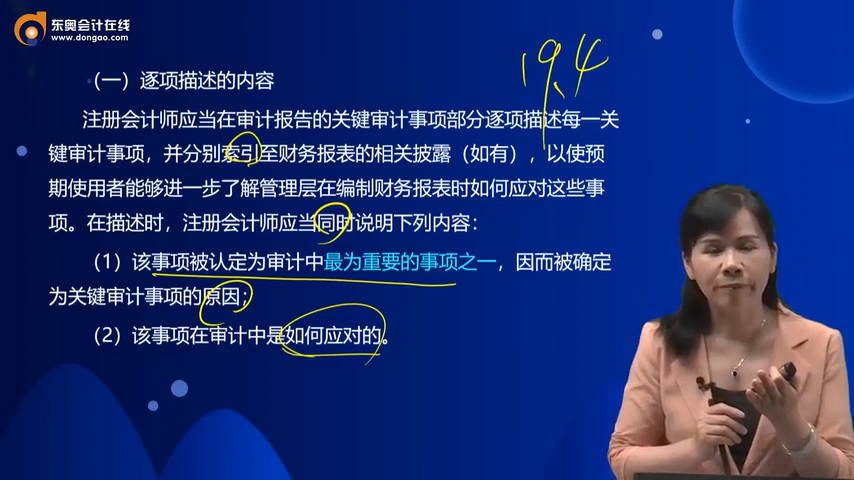 东奥会计在线
www.dongao.com
19.4
（一）逐项描述的内容
注册会计师应当在审计报告的关键审计事项部分逐项描述每一关
键审计事项，并分别索引至财务报表的相关披露（如有），以使预
期使用者能够进一步了解管理层在编制财务报表时如何应对这些事
项。在描述时，注册会计师应当同时说明下列内容：
（1）该事项被认定为审计中最为重要的事项之一，因而被确定
为关键审计事项的原因；
（2）该事项在审计中是如何应对的。